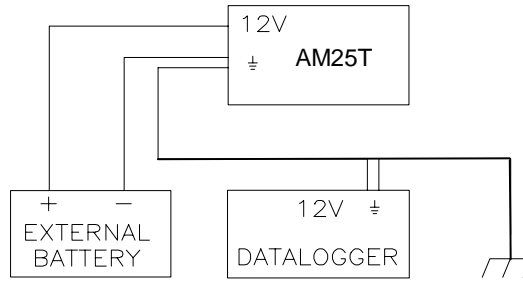 12V
AM25T
+ −
EXTERNAL
BATTERY
12V
DATALOGGER